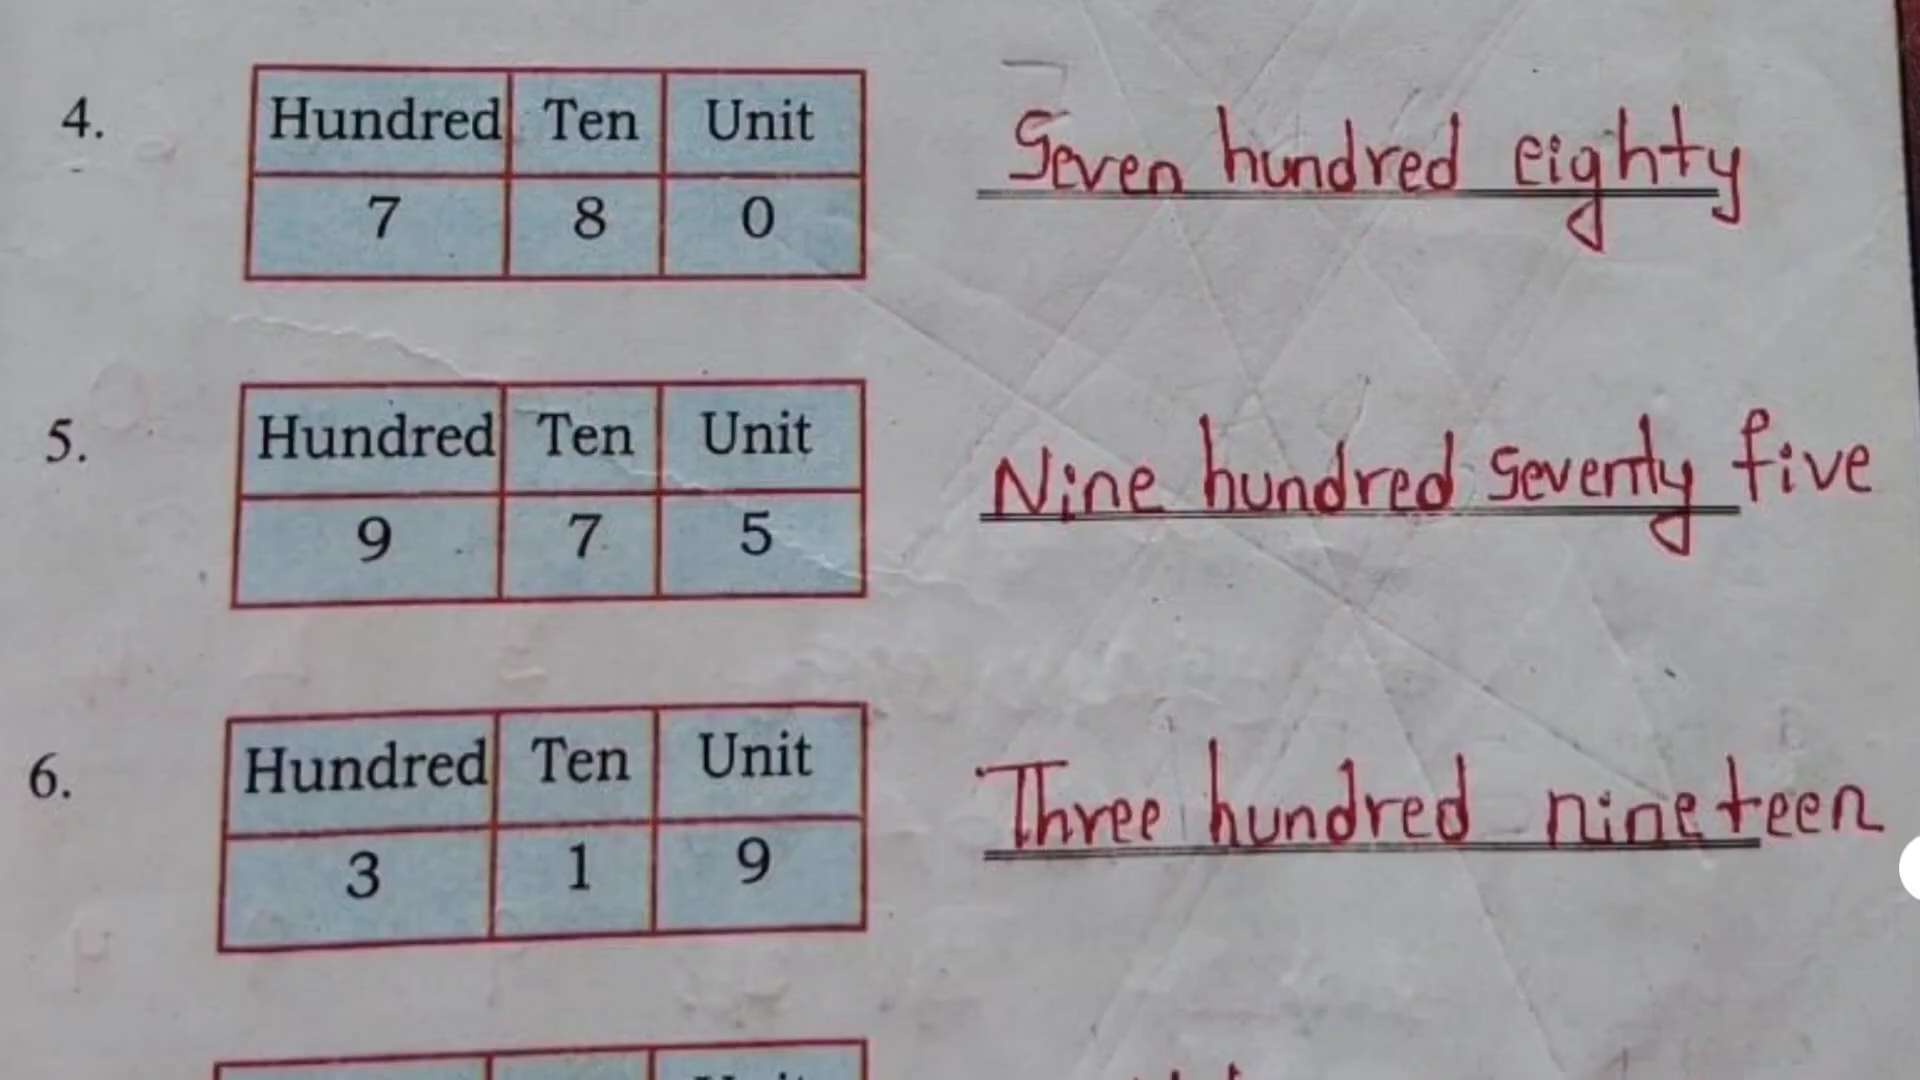 4.
Hundred Ten Unit
Seven hundred eighty
7 8 0
5.
Hundred Ten Unit
Nine hundred seventy five
9 7 5
6.
Hundred Ten Unit
Three hundred nineteen
3 1 9